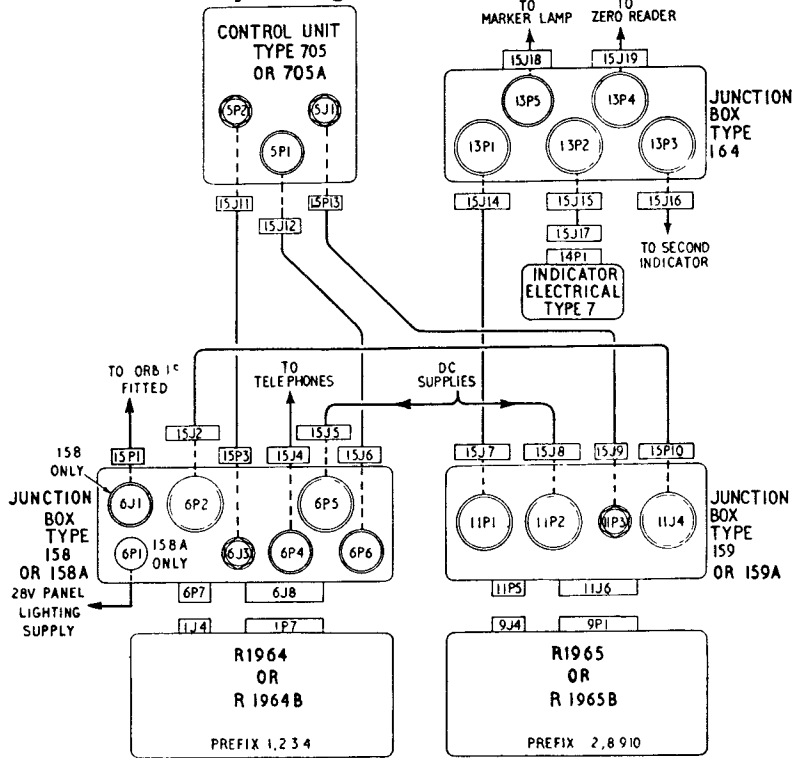 CONTROL UNIT
TYPE 705
OR 705A
5P2
5J1
5P1
15J11
15J12
15P13
TO
MARKER LAMP
TO
ZERO READER
15J18
15J19
13P5
13P4
13P1
13P2
13P3
JUNCTION
BOX
TYPE
164
15J14
15J15
15J16
15J17
14P1
INDICATOR
ELECTRICAL
TYPE 7
TO SECOND
INDICATOR
TO ORB IF
FITTED
TO
TELEPHONES
DC
SUPPLIES
158
ONLY
15P1
15J2
15P3
15J4
15J5
15J6
6J1
6P2
6P5
6P1
158A
ONLY
6J3
6P4
6P6
JUNCTION
BOX
TYPE
158
OR 158A
28V PANEL
LIGHTING
SUPPLY
6P7
6J8
1J4
1P7
R1964
OR
R 1964B
PREFIX 1,2 3 4
15J7
15J8
15J9
15P10
11P1
11P2
11P3
11J4
JUNCTION
BOX
TYPE
159
OR 159A
11P5
11J6
9J4
9P1
R1965
OR
R 1965B
PREFIX 2,8 9 10